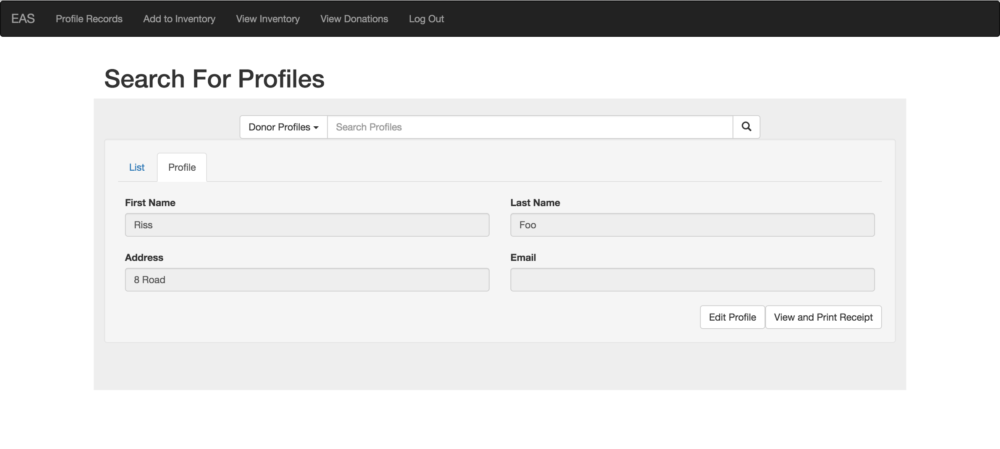 EAS Profile Records Add to Inventory View Inventory View Donations Log Out
Search For Profiles
Donor Profiles Search Profiles
List Profile
First Name Last Name
Riss Foo
Address Email
8 Road
Edit Profile View and Print Receipt